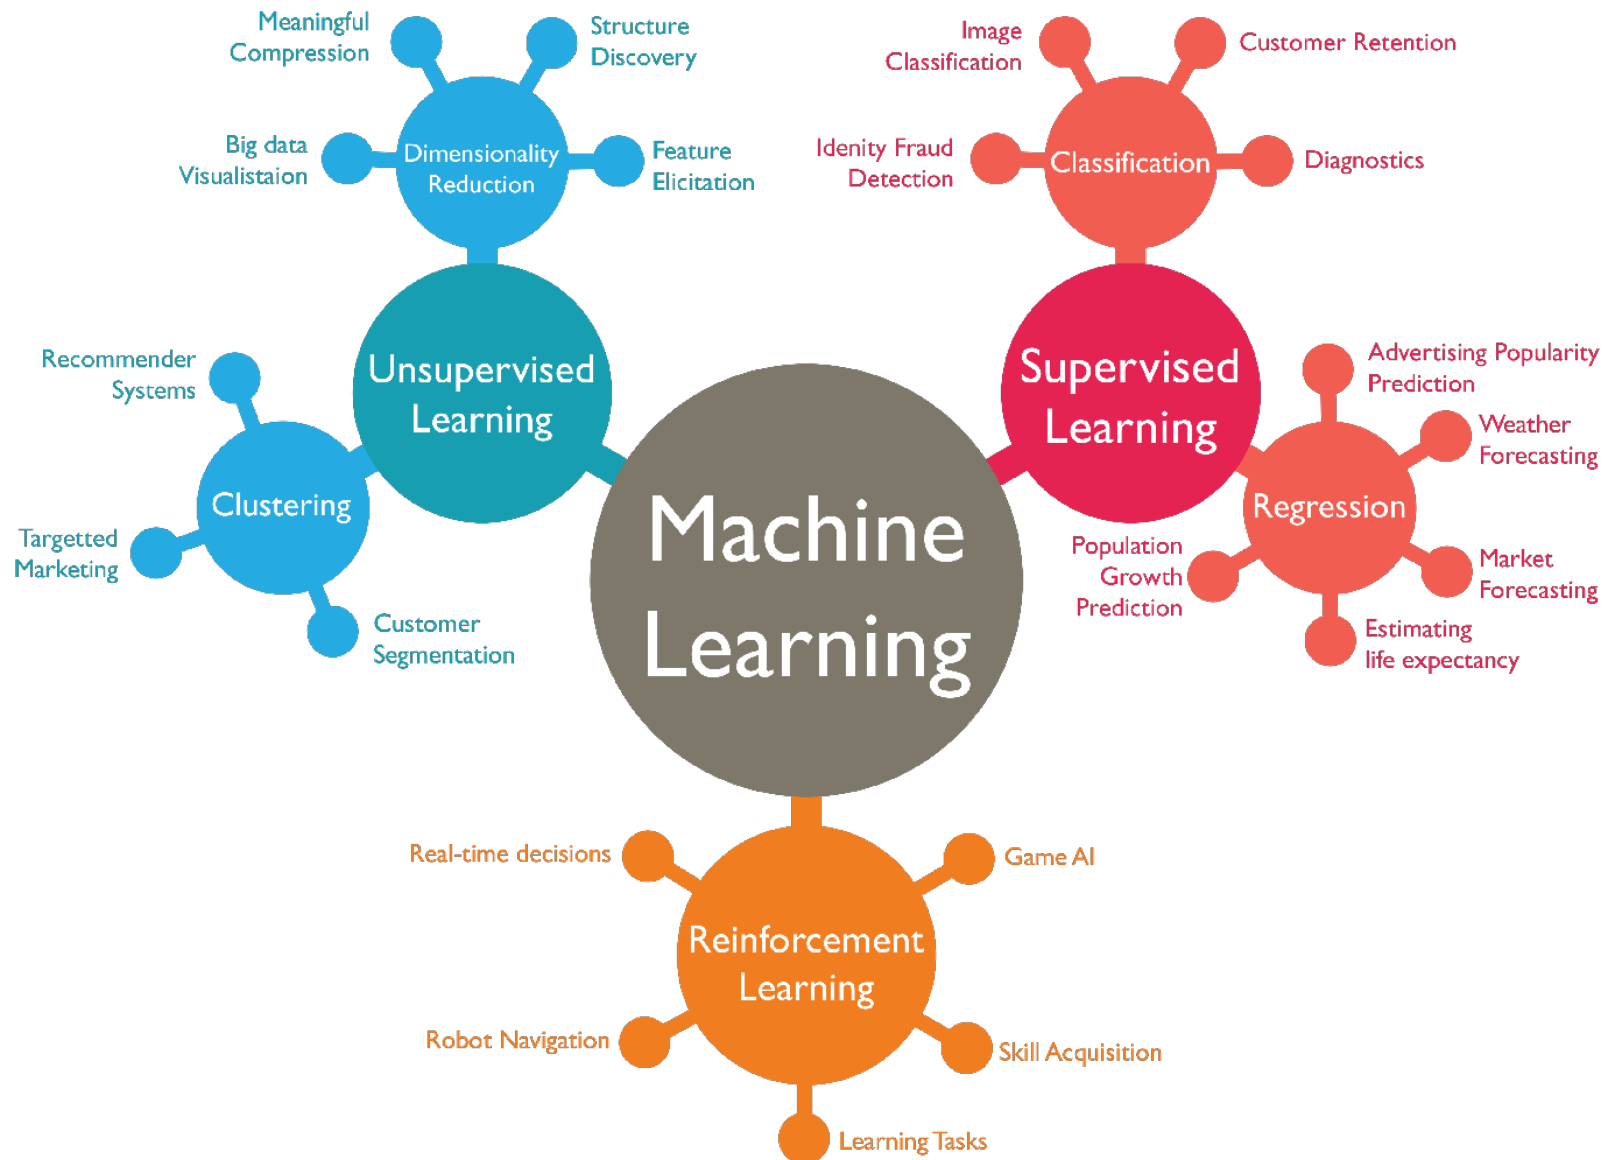 Meaningful
Compression
Structure
Discovery
Big data
Visualistaion
Dimensionality
Reduction
Feature
Elicitation
Image
Classification
Customer Retention
Idenity Fraud
Detection
Classification
Diagnostics
Unsupervised
Learning
Recommender
Systems
Clustering
Targetted
Marketing
Customer
Segmentation
Machine
Learning
Supervised
Learning
Advertising Popularity
Prediction
Weather
Forecasting
Regression
Population
Growth
Prediction
Market
Forecasting
Estimating
life expectancy
Real-time decisions
Game AI
Reinforcement
Learning
Robot Navigation
Skill Acquisition
Learning Tasks